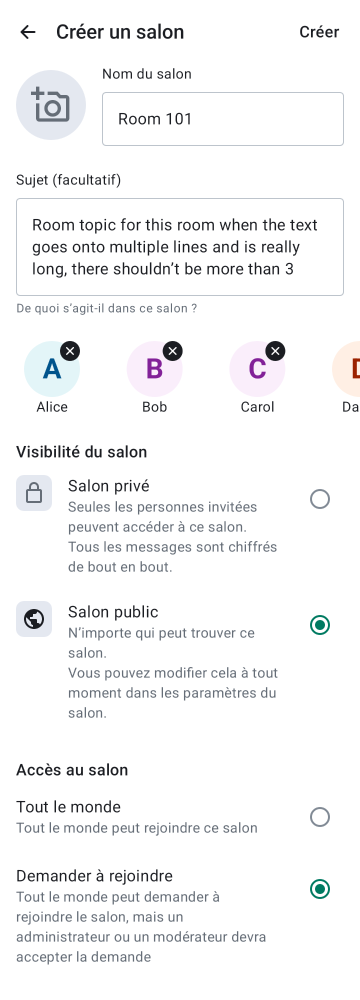 Créer un salon
Créer
Nom du salon
Room 101
Sujet (facultatif)
Room topic for this room when the text
goes onto multiple lines and is really
long, there shouldn’t be more than 3
De quoi s’agit-il dans ce salon ?
A
B
C
Alice
Bob
Carol
Da
Visibilité du salon
Salon privé
Seules les personnes invitées
peuvent accéder à ce salon.
Tous les messages sont chiffrés
de bout en bout.
Salon public
N’importe qui peut trouver ce
salon.
Vous pouvez modifier cela à tout
moment dans les paramètres du
salon.
Accès au salon
Tout le monde
Tout le monde peut rejoindre ce salon
Demander à rejoindre
Tout le monde peut demander à
rejoindre le salon, mais un
administrateur ou un modérateur devra
accepter la demande